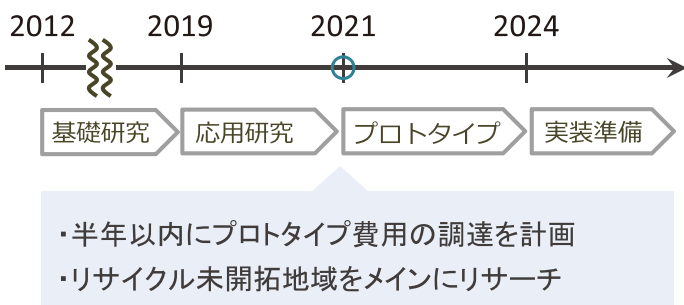 2012 2019 2021 2024
基礎研究 応用研究 プロトタイプ 実装準備
・半年以内にプロトタイプ費用の調達を計画
・リサイクル未開拓地域をメインにリサーチ